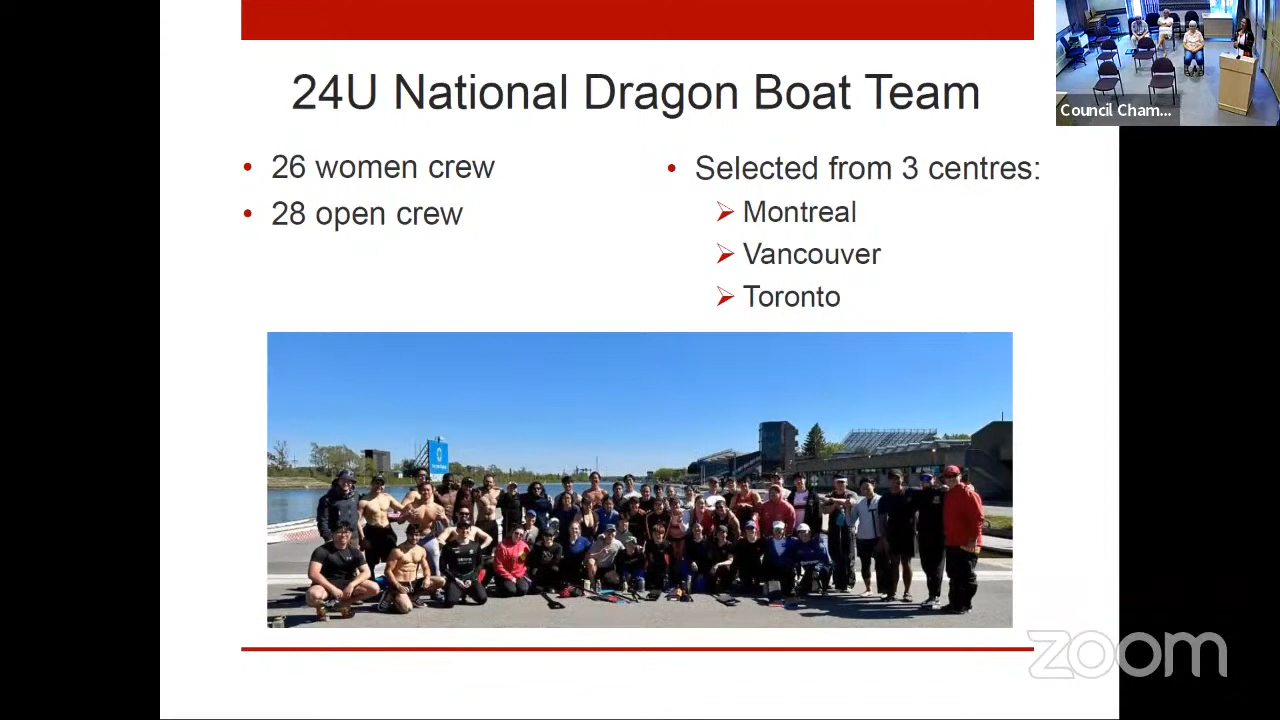 24U National Dragon Boat Team
• 26 women crew
• 28 open crew
• Selected from 3 centres:
➢ Montreal
➢ Vancouver
➢ Toronto
Council Cham...
zoom